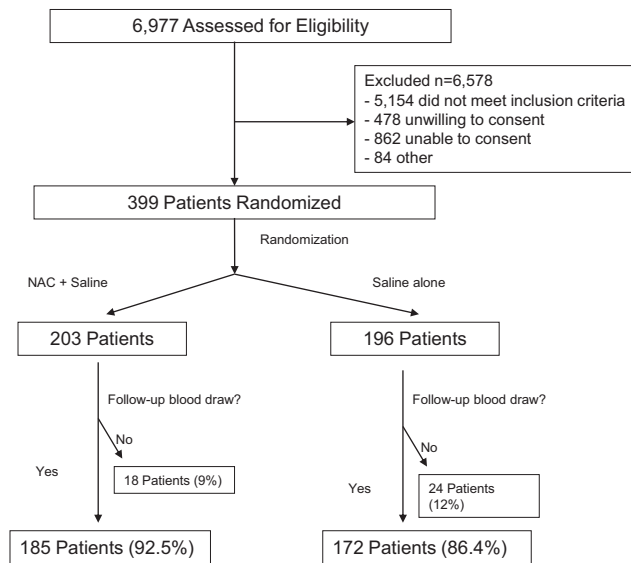 6,977 Assessed for Eligibility
Excluded n=6,578
- 5,154 did not meet inclusion criteria
- 478 unwilling to consent
- 862 unable to consent
- 84 other
399 Patients Randomized
Randomization
NAC + Saline
Saline alone
203 Patients
196 Patients
Follow-up blood draw?
Follow-up blood draw?
No
No
Yes
18 Patients (9%)
Yes
24 Patients
(12%)
185 Patients (92.5%)
172 Patients (86.4%)